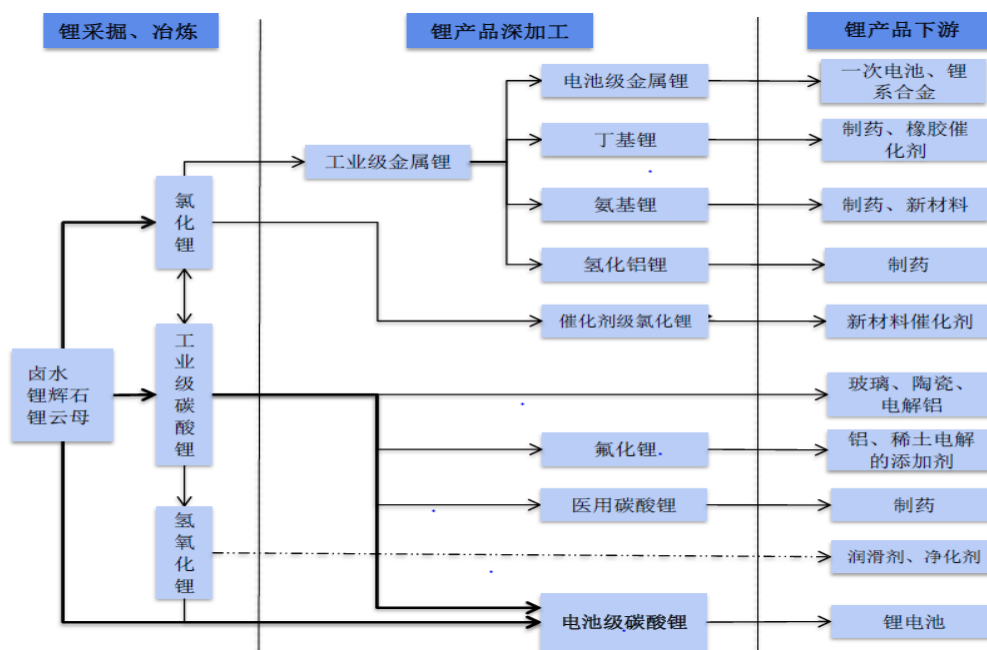 锂采掘、冶炼
锂产品深加工
锂产品下游
电池级金属锂
一次电池、锂
系合金
丁基锂
制药、橡胶催
化剂
工业级金属锂
氯
化
锂
氨基锂
制药、新材料
氢化铝锂
制药
催化剂级氯化锂
新材料催化剂
工
业
级
碳
酸
锂
卤水
锂辉石
锂云母
玻璃、陶瓷、
电解铝
氟化锂
铝、稀土电解
的添加剂
医用碳酸锂
制药
氢
氧
化
锂
润滑剂、净化剂
电池级碳酸锂
锂电池